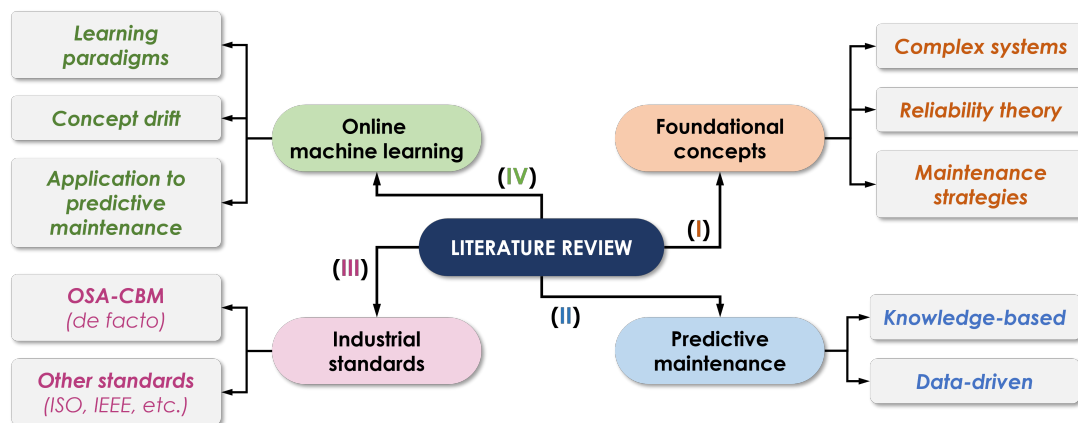 Learning
paradigms
Concept drift
Application to
predictive
maintenance
Online
machine learning
(IV)
Foundational
concepts
(I)
Complex systems
Reliability theory
Maintenance
strategies
LITERATURE REVIEW
(III)
OSA-CBM
(de facto)
Other standards
(ISO, IEEE, etc.)
Industrial
standards
(II)
Predictive
maintenance
Knowledge-based
Data-driven